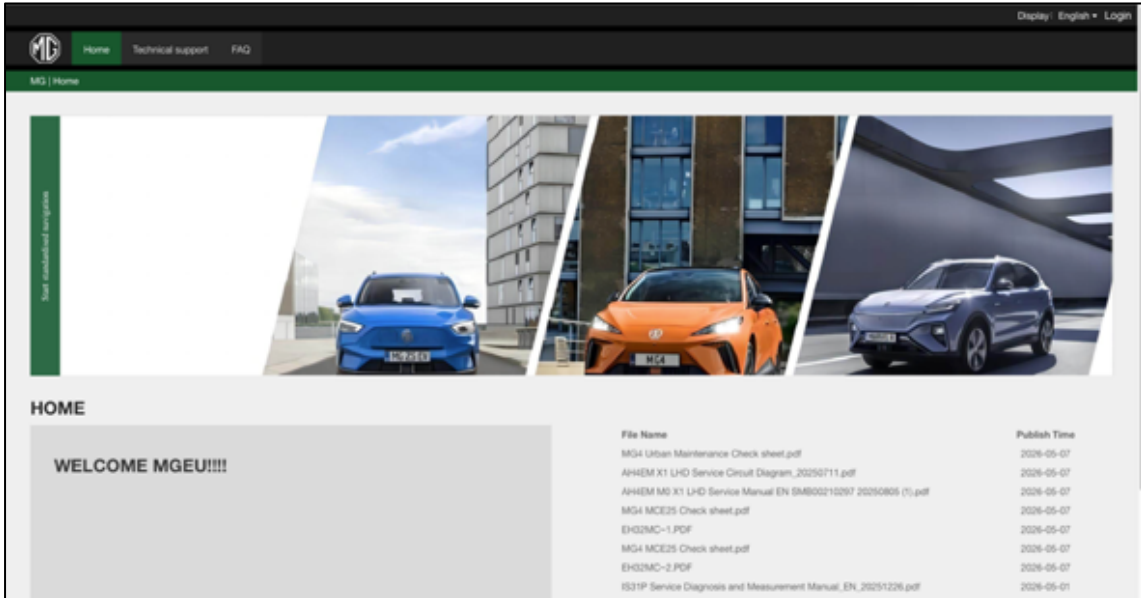 Display: English Login
MG
Home Technical support FAQ
MG | Home
Start standardised navigation
MG ZS EV
MG4
HOME
WELCOME MGEU!!!!
File Name Publish Time
MG4 Urban Maintenance Check sheet.pdf 2026-05-07
AH4EM X1 LHD Service Circuit Diagram_20250711.pdf 2026-05-07
AH4EM M0 X1 LHD Service Manual EN SMB00210297 20250805 (1).pdf 2026-05-07
MG4 MCE25 Check sheet.pdf 2026-05-07
EH32MC~1.PDF 2026-05-07
MG4 MCE25 Check sheet.pdf 2026-05-07
EH32MC~2.PDF 2026-05-07
IS31P Service Diagnosis and Measurement Manual_EN_20251226.pdf 2026-05-01